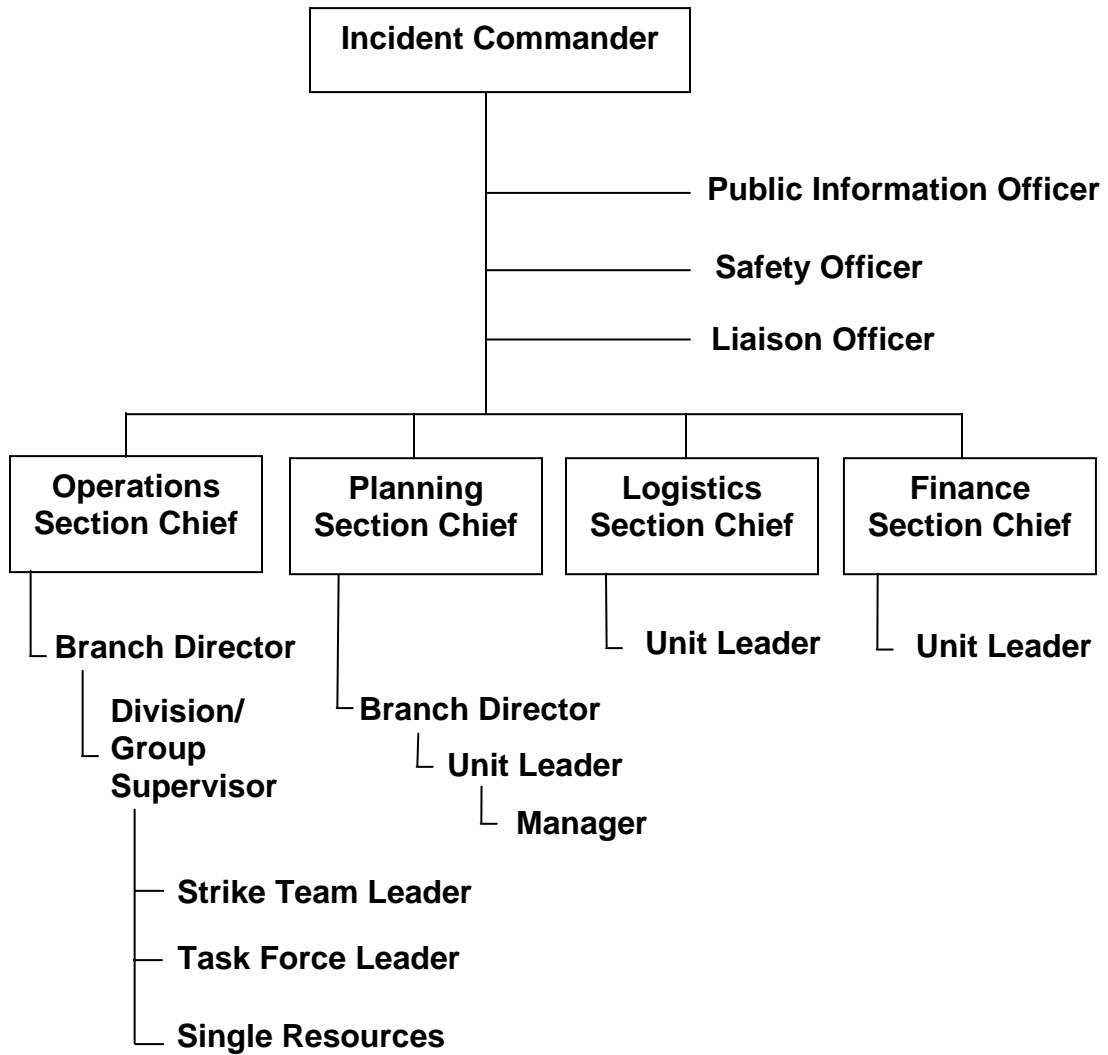 Incident Commander
Public Information Officer
Safety Officer
Liaison Officer
Operations
Section Chief
Planning
Section Chief
Logistics
Section Chief
Finance
Section Chief
Branch Director
Division/
Group
Supervisor
Strike Team Leader
Task Force Leader
Single Resources
Branch Director
Unit Leader
Manager
Unit Leader
Unit Leader